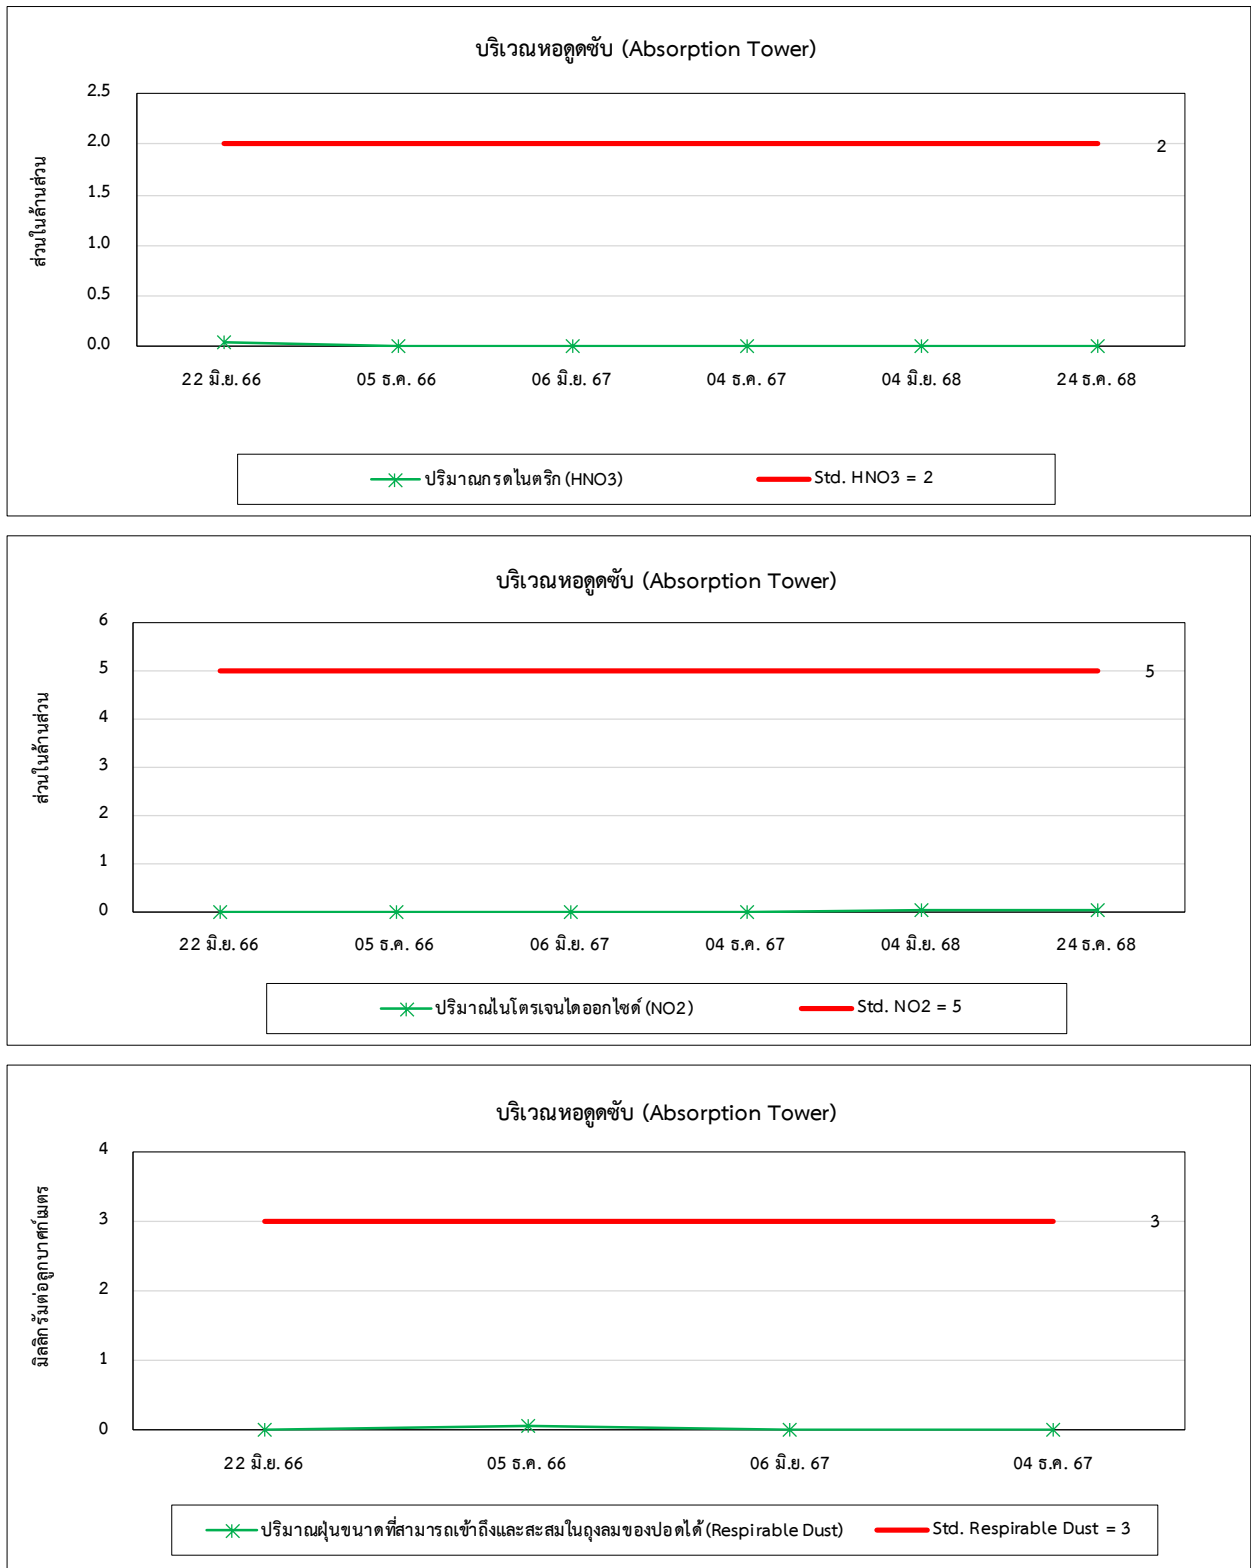 บริเวณหอดูดซับ (Absorption Tower)
2.5
2.0
1.5
1.0
0.5
0.0
ส่วนในล้านส่วน
2
22 มิ.ย. 66 05 ธ.ค. 66 06 มิ.ย. 67 04 ธ.ค. 67 04 มิ.ย. 68 24 ธ.ค. 68
ปริมาณกรดไนตริก (HNO3) Std. HNO3 = 2
บริเวณหอดูดซับ (Absorption Tower)
6
5
4
3
2
1
0
ส่วนในล้านส่วน
5
22 มิ.ย. 66 05 ธ.ค. 66 06 มิ.ย. 67 04 ธ.ค. 67 04 มิ.ย. 68 24 ธ.ค. 68
ปริมาณไนโตรเจนไดออกไซด์ (NO2) Std. NO2 = 5
บริเวณหอดูดซับ (Absorption Tower)
4
3
2
1
0
มิลลิกรัมต่อลูกบาศก์เมตร
3
22 มิ.ย. 66 05 ธ.ค. 66 06 มิ.ย. 67 04 ธ.ค. 67
ปริมาณฝุ่นขนาดที่สามารถเข้าถึงและสะสมในถุงลมของปอดได้ (Respirable Dust) Std. Respirable Dust = 3